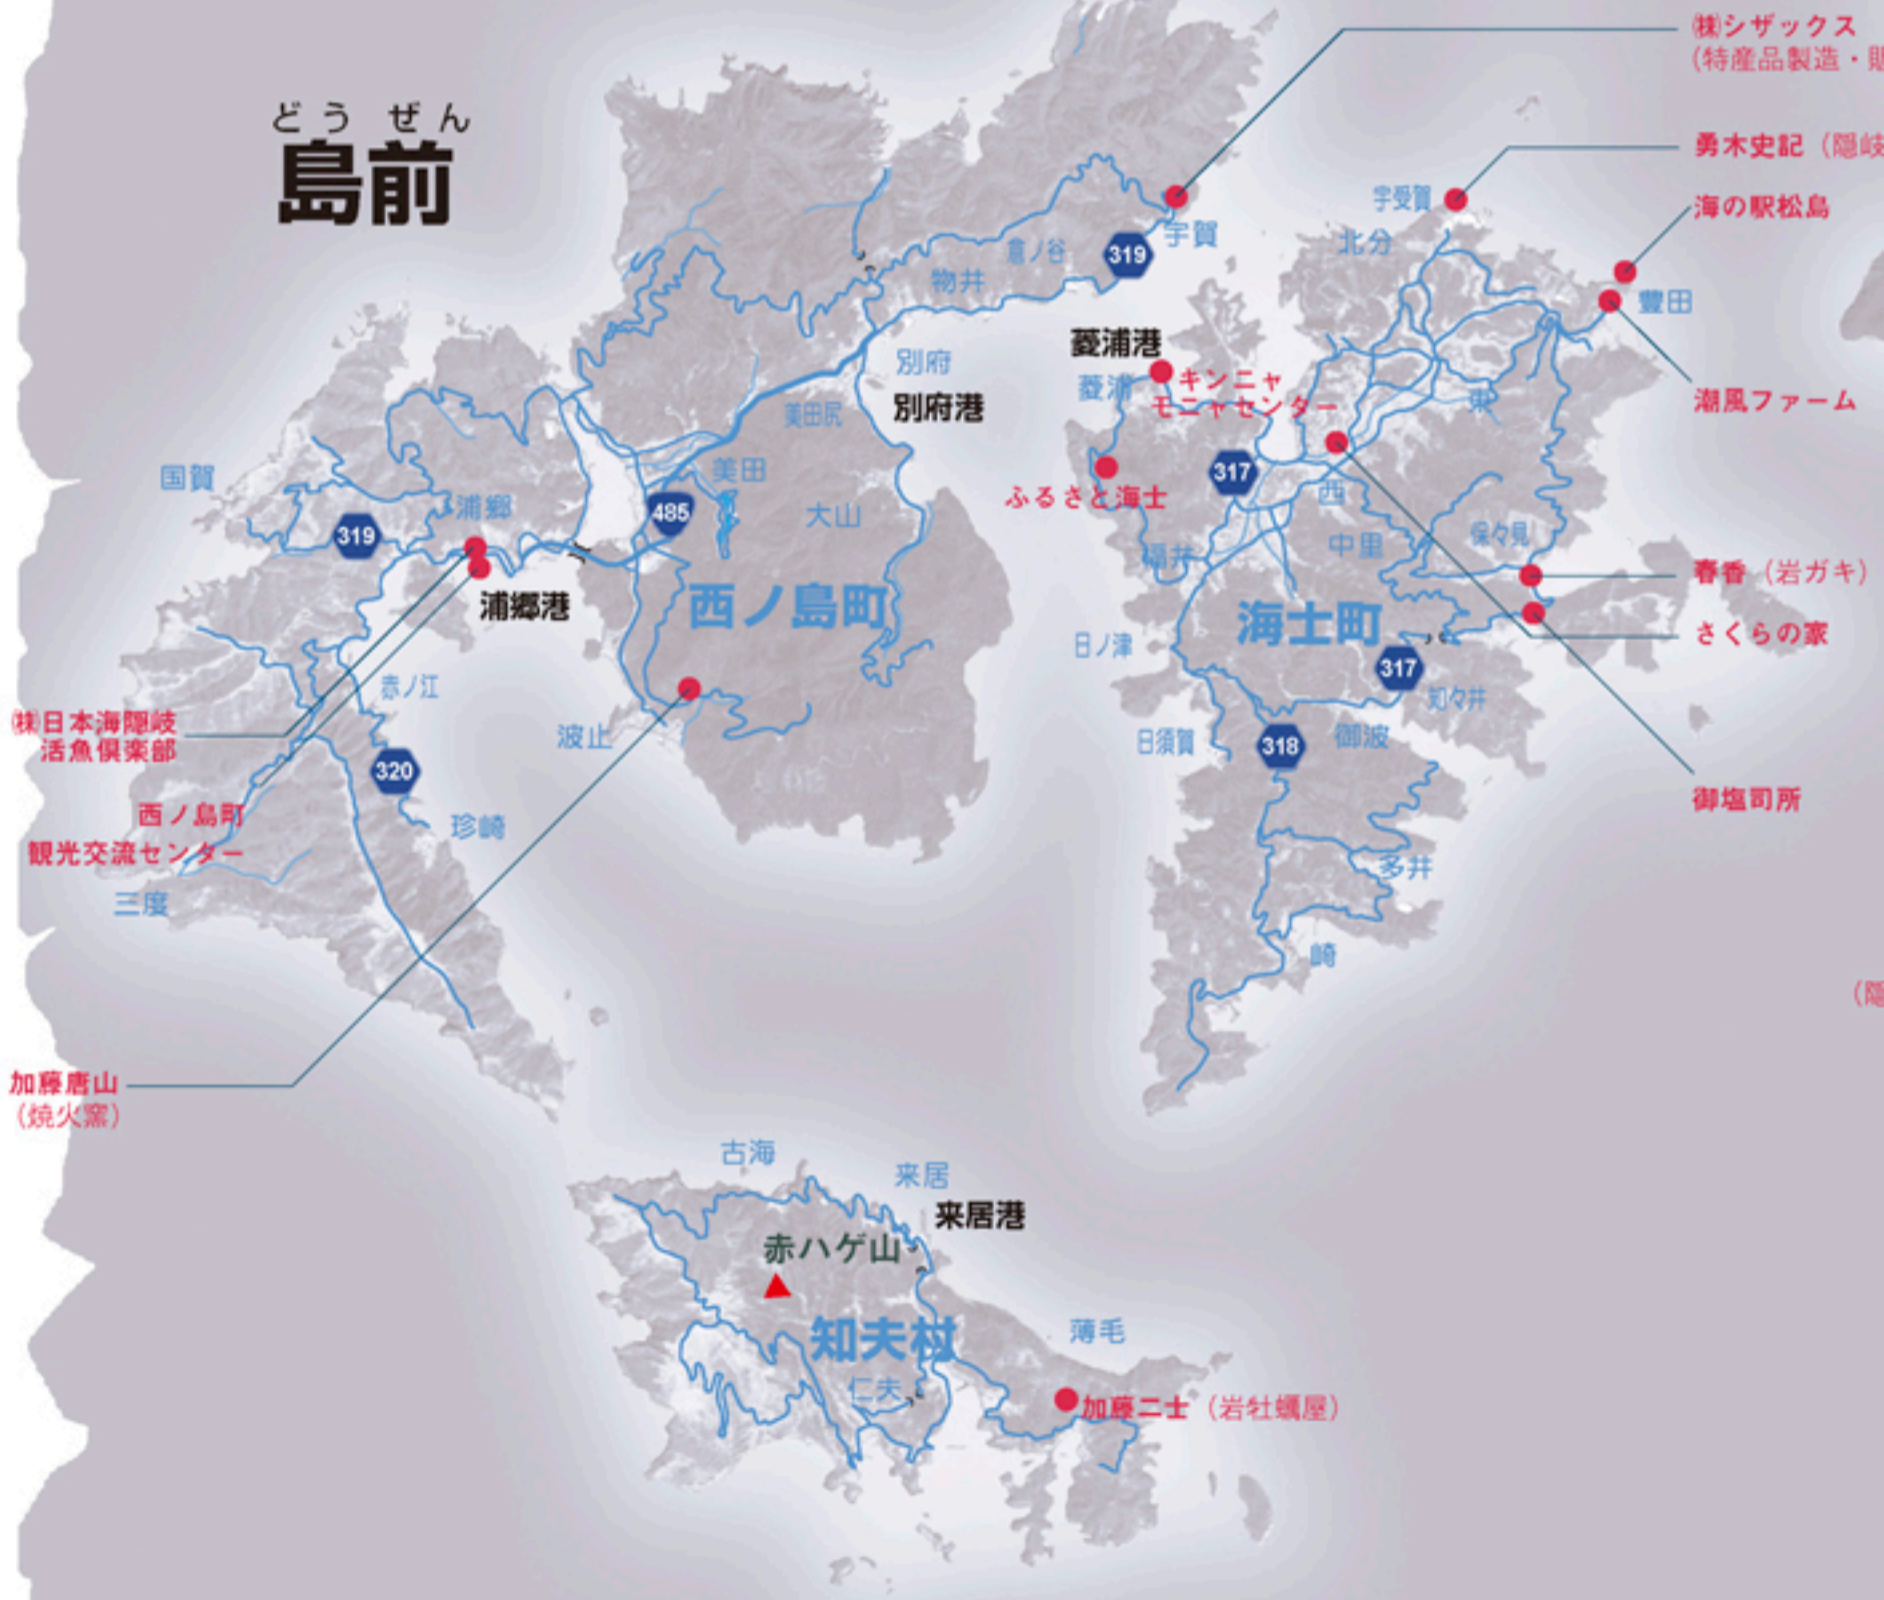 どうぜん
島前
㈱シザックス
(特産品製造・販
勇木史記（隠岐
海の駅松島
宇受賀
北分
豊田
潮風ファーム
宇賀
倉ノ谷
物井
319
菱浦港
菱浦
キンニャ
モニャセンター
別府
別府港
美田尻
美田
大山
485
国賀
浦郷
319
浦郷港
西ノ島町
東
317
ふるさと海士
西
福井
中里
保々見
春香（岩ガキ）
さくらの家
海士町
日ノ津
317
知々井
日須賀
318
御波
御塩司所
多井
崎
赤ノ江
㈱日本海隠岐
活魚倶楽部
320
波止
西ノ島町
観光交流センター
珍崎
三度
(隠
加藤唐山
（焼火窯）
古海
来居
来居港
赤ハゲ山
知夫村
薄毛
仁夫
加藤二士（岩牡蠣屋）